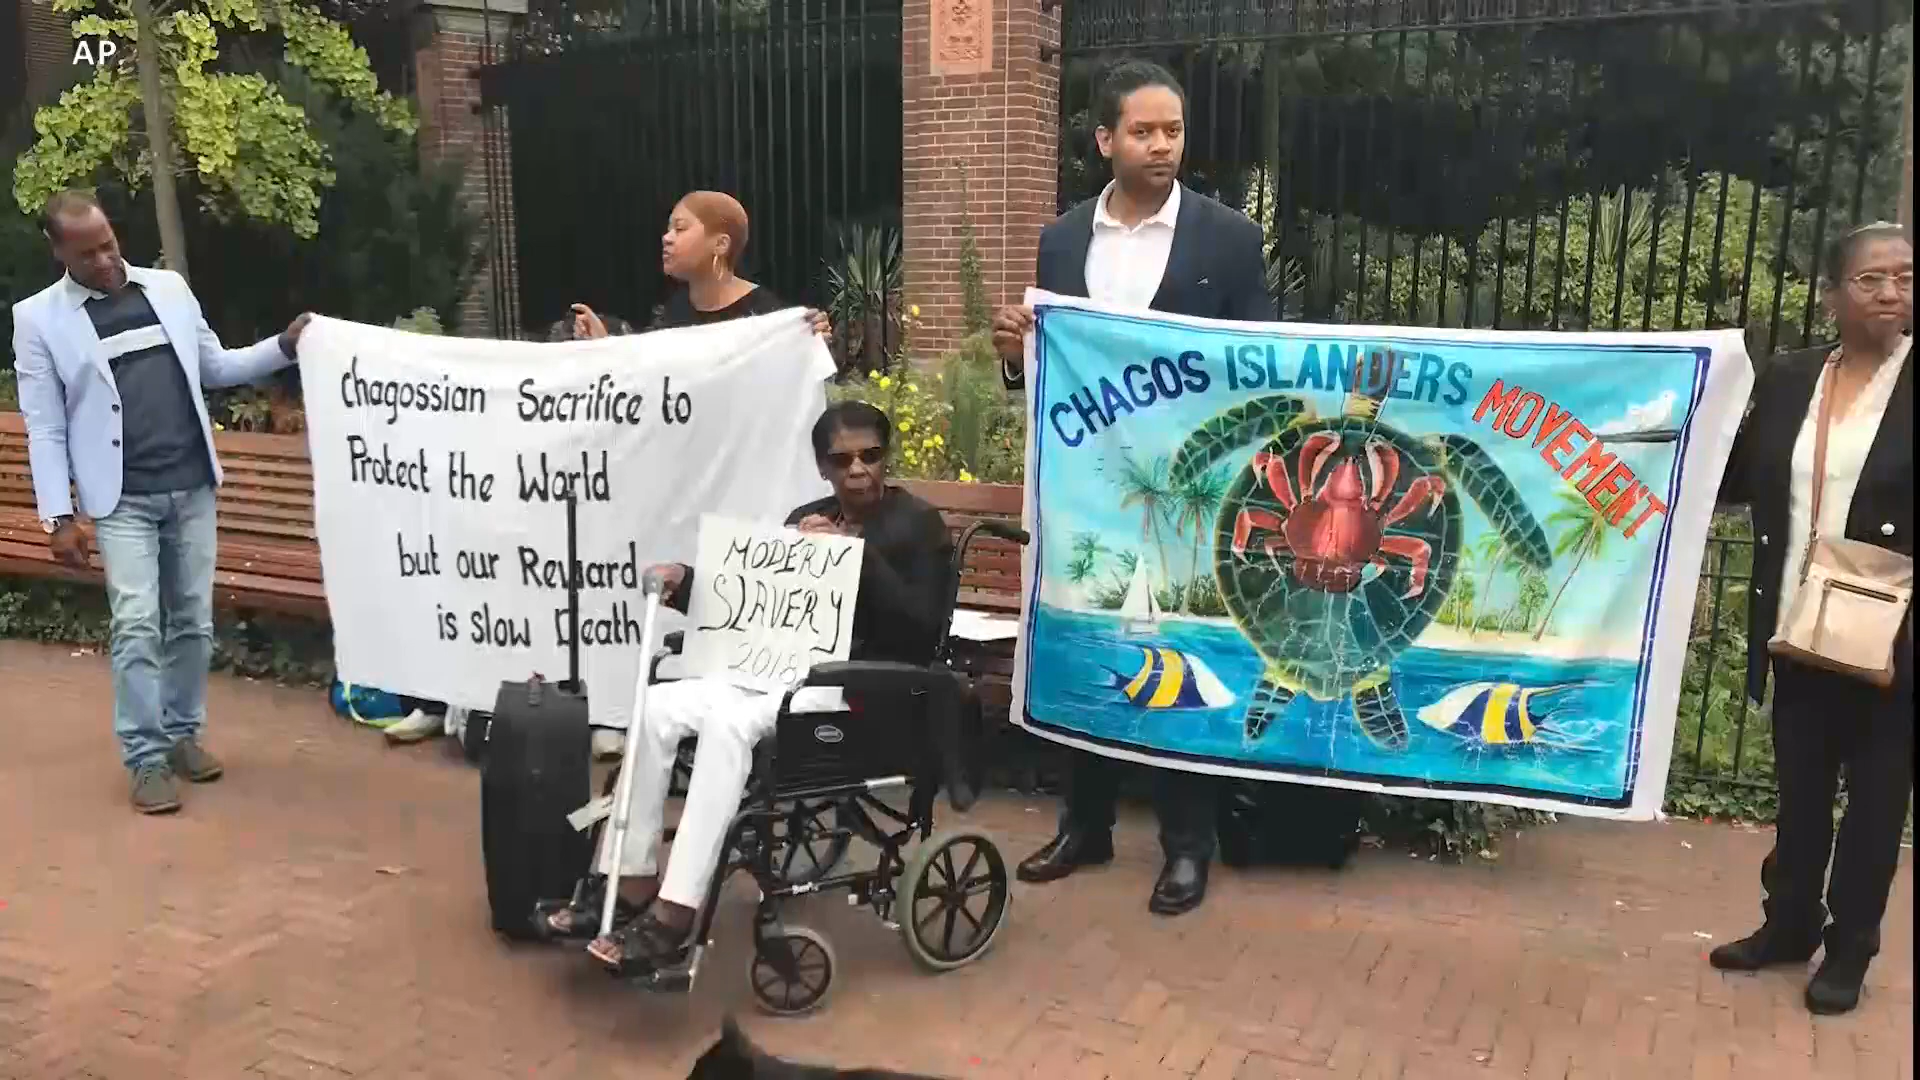 AP.
chagossian Sacrifice to
Protect the World
but our Reward
is slow Death
MODERN
SLAVERY
2018
CHAGOS ISLANDERS MOVEMENT